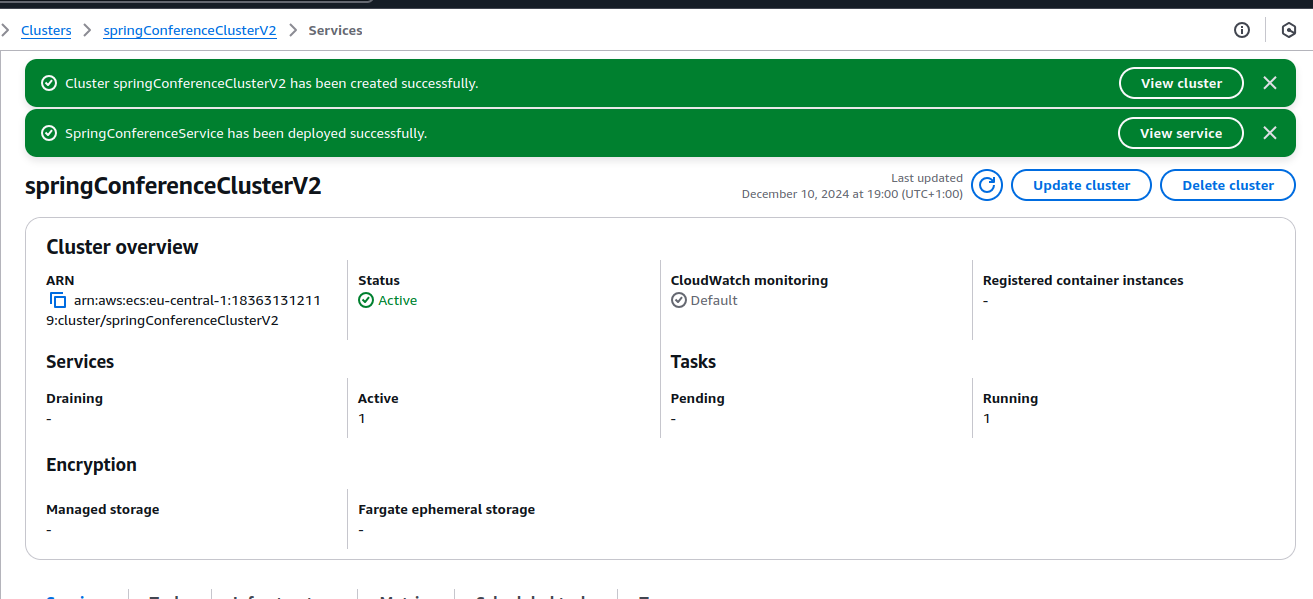 Clusters springConferenceClusterV2 Services
Cluster springConferenceClusterV2 has been created successfully. View cluster
SpringConferenceService has been deployed successfully. View service
springConferenceClusterV2
Last updated
December 10, 2024 at 19:00 (UTC+1:00)
Update cluster Delete cluster
Cluster overview
ARN
arn:aws:ecs:eu-central-1:18363131211
9:cluster/springConferenceClusterV2
Status
Active
CloudWatch monitoring
Default
Registered container instances
-
Services
Draining
-
Active
1
Tasks
Pending
-
Running
1
Encryption
Managed storage
-
Fargate ephemeral storage
-